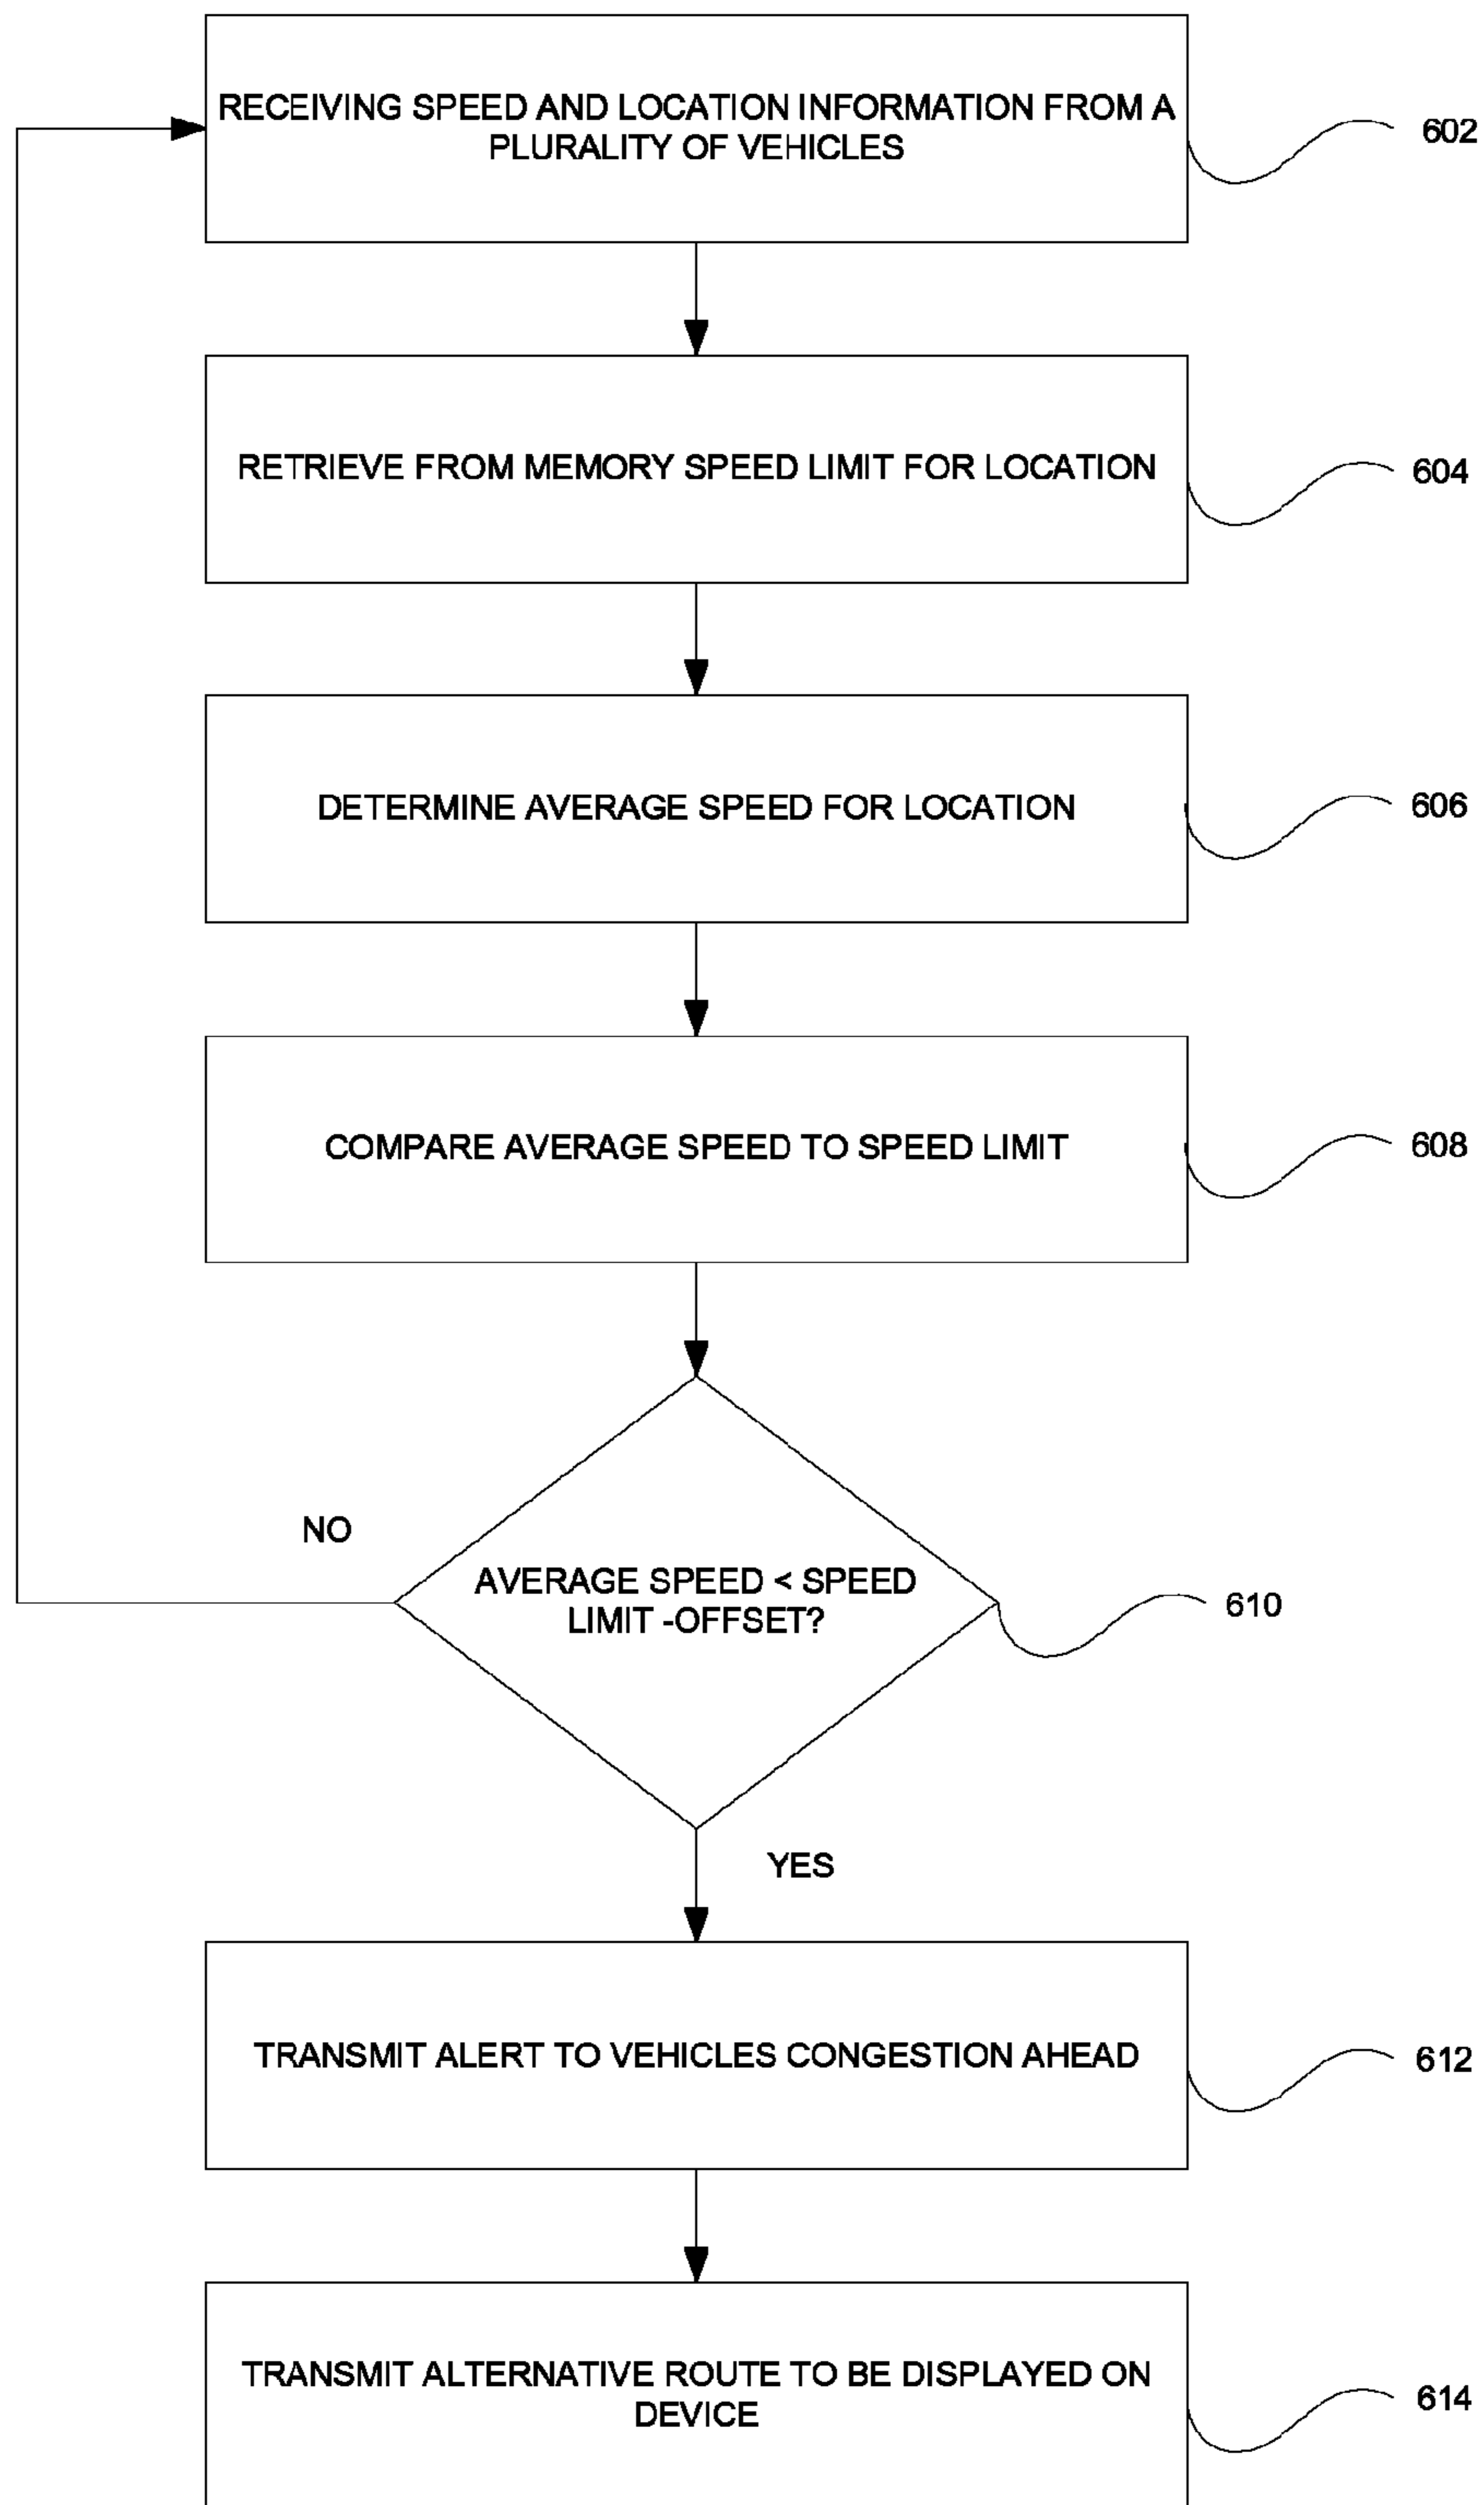 RECEIVING SPEED AND LOCATION INFORMATION FROM A
PLURALITY OF VEHICLES
602
RETRIEVE FROM MEMORY SPEED LIMIT FOR LOCATION
604
DETERMINE AVERAGE SPEED FOR LOCATION
606
COMPARE AVERAGE SPEED TO SPEED LIMIT
608
NO
AVERAGE SPEED < SPEED
LIMIT -OFFSET?
610
YES
TRANSMIT ALERT TO VEHICLES CONGESTION AHEAD
612
TRANSMIT ALTERNATIVE ROUTE TO BE DISPLAYED ON
DEVICE
614